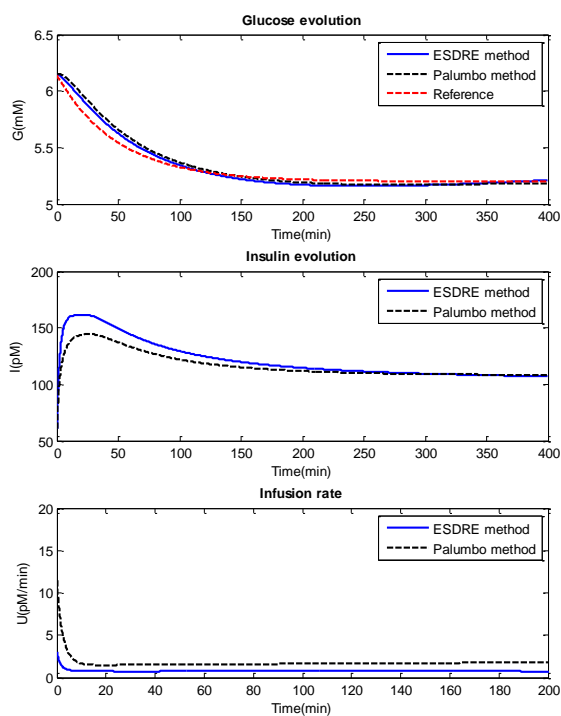 Glucose evolution
6.5
6
5.5
5
G(mM)
ESDRE method
Palumbo method
Reference
0 50 100 150 200 250 300 350 400
Time(min)
Insulin evolution
200
150
100
50
I(pM)
ESDRE method
Palumbo method
0 50 100 150 200 250 300 350 400
Time(min)
Infusion rate
20
15
10
5
0
U(pM/min)
ESDRE method
Palumbo method
0 20 40 60 80 100 120 140 160 180 200
Time(min)